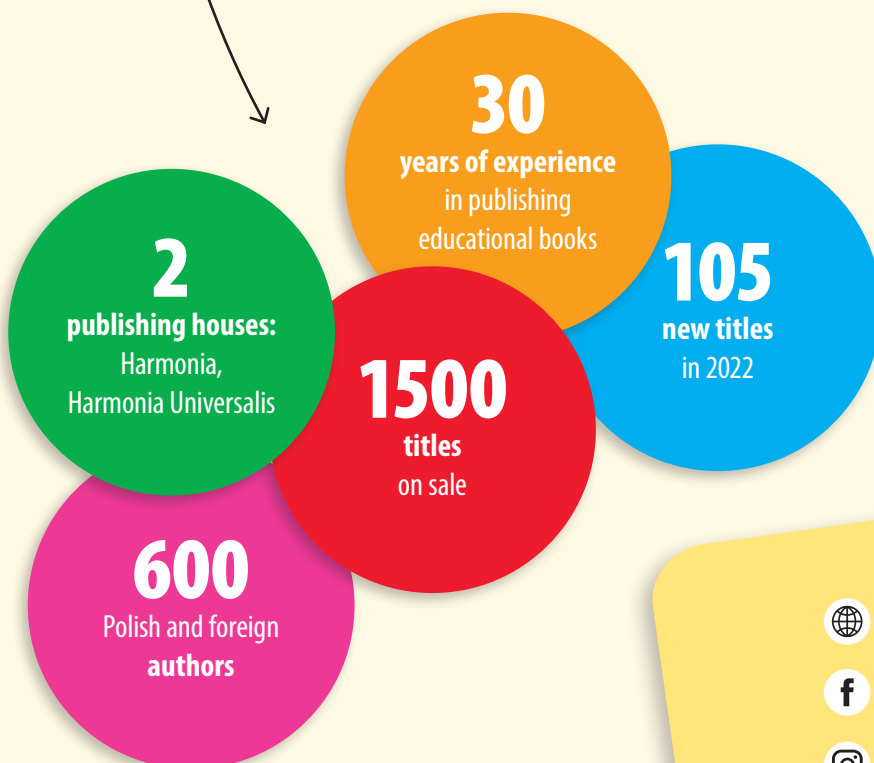 30
years of experience
in publishing
educational books
2
publishing houses:
Harmonia,
Harmonia Universalis
105
new titles
in 2022
1500
titles
on sale
600
Polish and foreign
authors